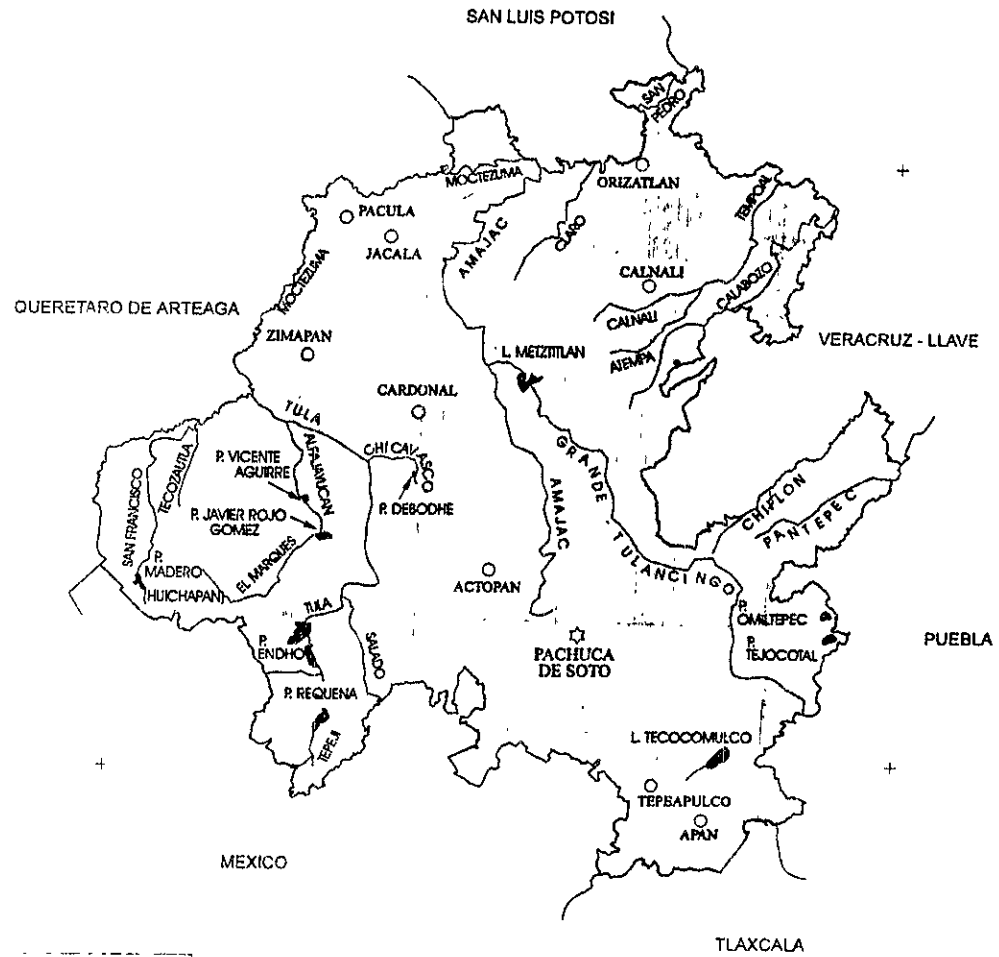 SAN LUIS POTOSI
SAN
PEDRO
MOCTEZUMA
ORIZATLAN
TEMPOAL
PACULA
JACALA
AMAJAC
CLARO
MOCTEZUMA
CALNALI
CALABOZO
QUERETARO DE ARTEAGA
CALNALI
VERACRUZ - LLAVE
ZIMAPAN
L. METZTITLAN
ATEMPA
CARDONAL
TULA
ALFAJAYUCAN
CHICAVASCO
GRANDE - TULANCINGO
TECOZAUTLA
SAN FRANCISCO
P. VICENTE
AGUIRRE
P. DEBODHE
AMAJAC
CHIFLON
PANTEPEC
P. JAVIER ROJO
GOMEZ
P.
MADERO
HUICHAPAN
EL MARQUES
ACTOPAN
TULA
P.
OMILTEPEC
P.
ENDHO
SALADO
PACHUCA
DE SOTO
P.
TEJOCOTAL
PUEBLA
P. REQUENA
TEPEJI
L. TECOCOMULCO
TEPEAPULCO
APAN
MEXICO
TLAXCALA